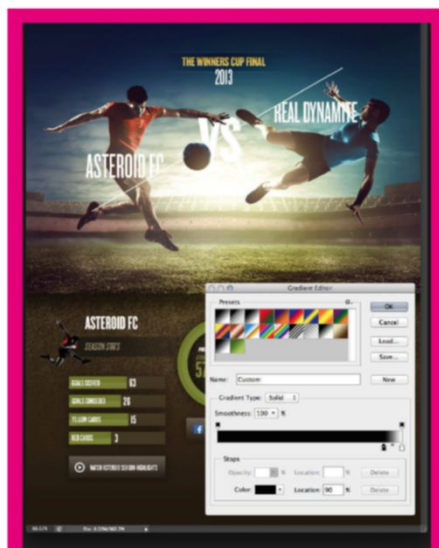 THE WINNERS CUP FINAL
2013
REAL DYNAMITE
VS
ASTEROID FC
Gradient Editor
Presets
OK
Cancel
Load...
Save...
ASTEROID FC
SEASON STATS
Name: Custom
New
Gradient Type: Solid
Smoothness: 100 %
GOALS SCORED 63
GOALS CONCEDED 26
YELLOW CARDS 15
RED CARDS 3
Stops
Opacity: % Location: % Delete
Color: Location: 90 % Delete
WATCH ASTEROID SEASON HIGHLIGHTS